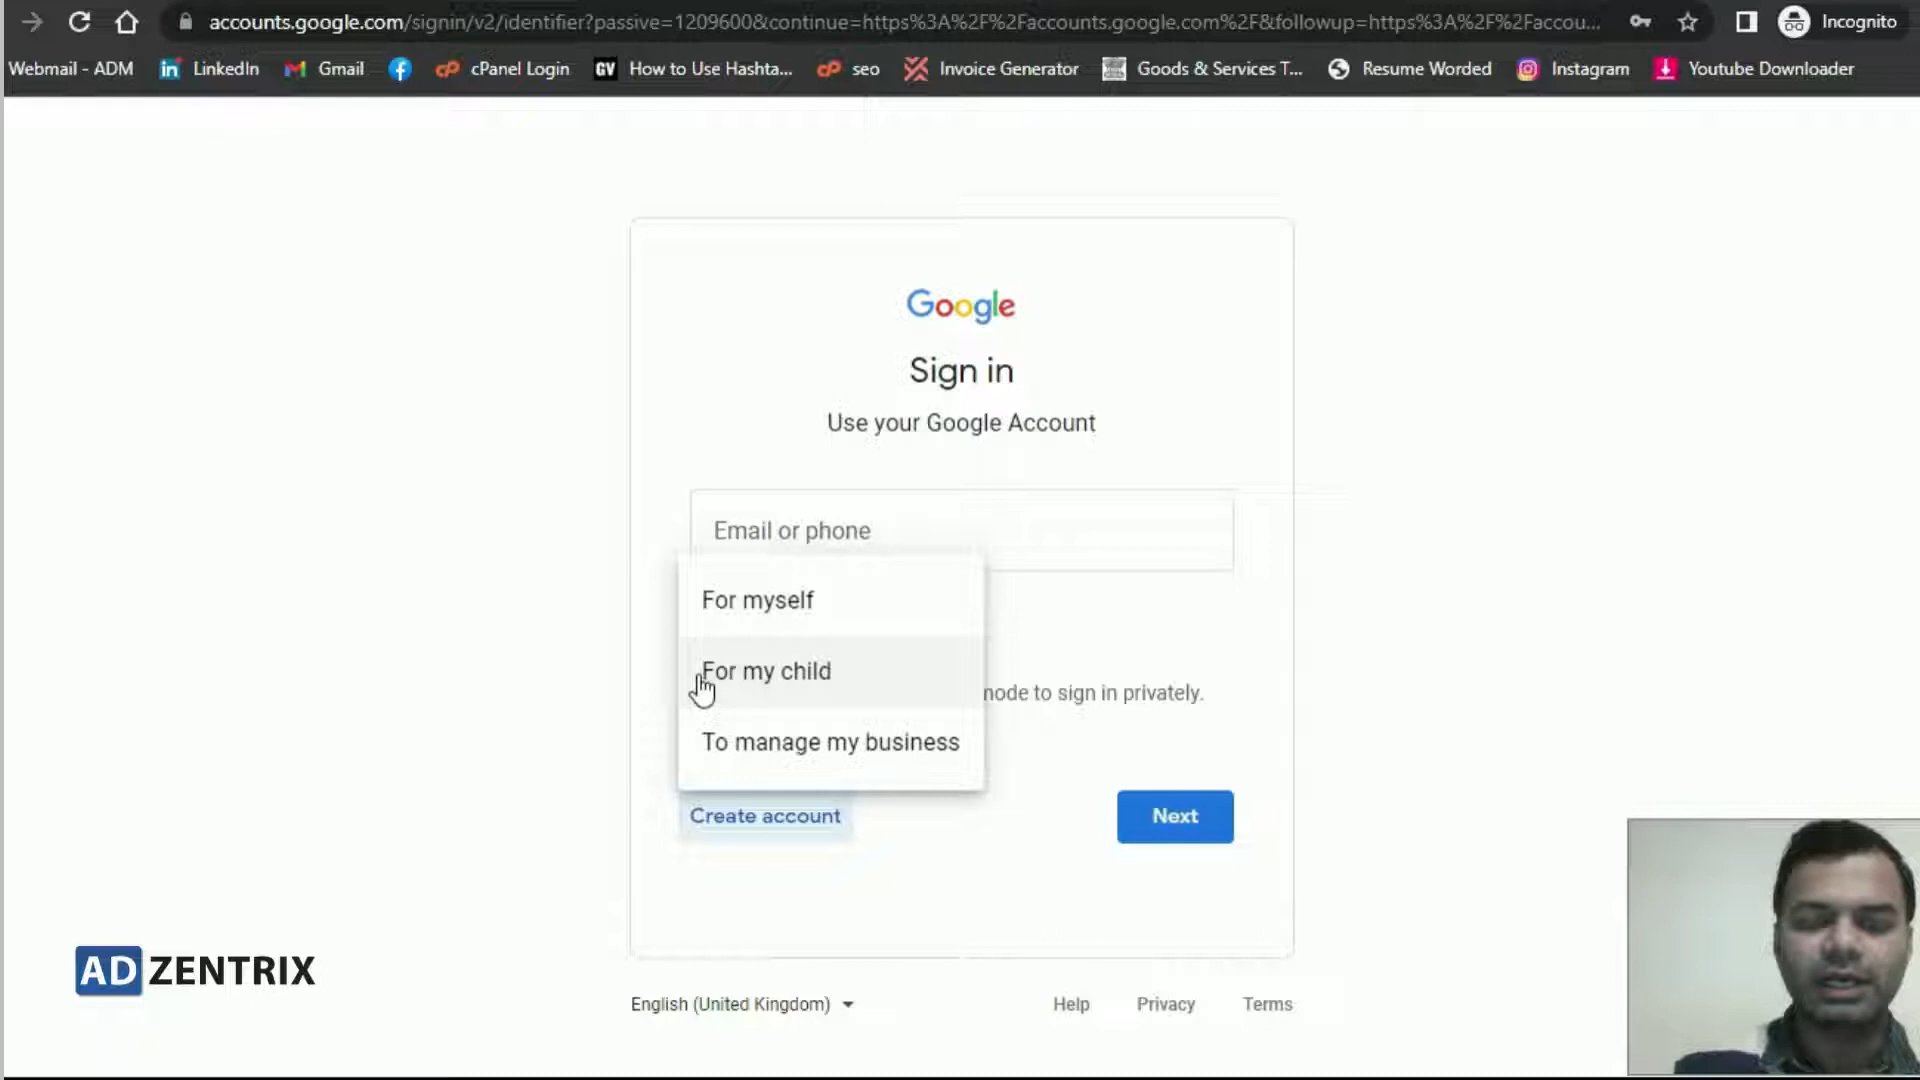 accounts.google.com/signin/v2/identifier?passive=1209600&continue=https%3A%2F%2Faccounts.google.com%2F&followup=https%3A%2F%2Faccou...
Incognito
Webmail - ADM
LinkedIn
Gmail
cPanel Login
GV
How to Use Hashta...
seo
Invoice Generator
Goods & Services T...
Resume Worded
Instagram
Youtube Downloader
Google
Sign in
Use your Google Account
Email or phone
For myself
For my child
mode to sign in privately.
To manage my business
Create account
Next
AD ZENTRIX
English (United Kingdom)
Help
Privacy
Terms